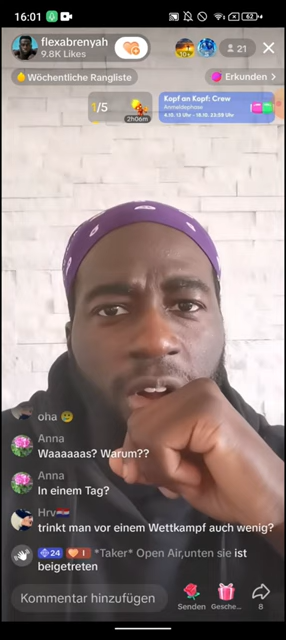 16:01
62
flexabrenyah
9.8K Likes
21
Wöchentliche Rangliste
Erkunden >
1/5
2h06m
Kopf an Kopf: Crew
Anmeldephase
oha
Anna
Waaaaaas? Warum??
Anna
In einem Tag?
Hrv
trinkt man vor einem Wettkampf auch wenig?
24 I *Taker* Open Air,unten sie ist
beigetreten
Kommentar hinzufügen
Senden
Gesche...
8